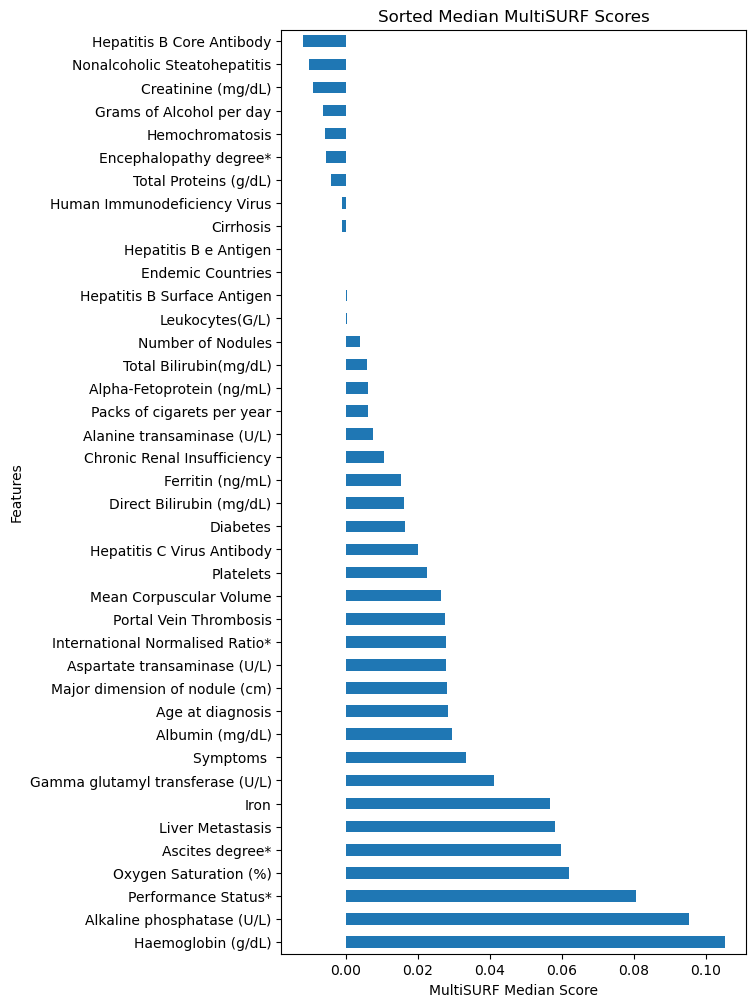 Sorted Median MultiSURF Scores
Hepatitis B Core Antibody
Nonalcoholic Steatohepatitis
Creatinine (mg/dL)
Grams of Alcohol per day
Hemochromatosis
Encephalopathy degree*
Total Proteins (g/dL)
Human Immunodeficiency Virus
Cirrhosis
Hepatitis B e Antigen
Endemic Countries
Hepatitis B Surface Antigen
Leukocytes(G/L)
Number of Nodules
Total Bilirubin(mg/dL)
Alpha-Fetoprotein (ng/mL)
Packs of cigarets per year
Alanine transaminase (U/L)
Chronic Renal Insufficiency
Ferritin (ng/mL)
Direct Bilirubin (mg/dL)
Diabetes
Hepatitis C Virus Antibody
Platelets
Mean Corpuscular Volume
Portal Vein Thrombosis
International Normalised Ratio*
Aspartate transaminase (U/L)
Major dimension of nodule (cm)
Age at diagnosis
Albumin (mg/dL)
Symptoms
Gamma glutamyl transferase (U/L)
Iron
Liver Metastasis
Ascites degree*
Oxygen Saturation (%)
Performance Status*
Alkaline phosphatase (U/L)
Haemoglobin (g/dL)
Features
0.00 0.02 0.04 0.06 0.08 0.10
MultiSURF Median Score